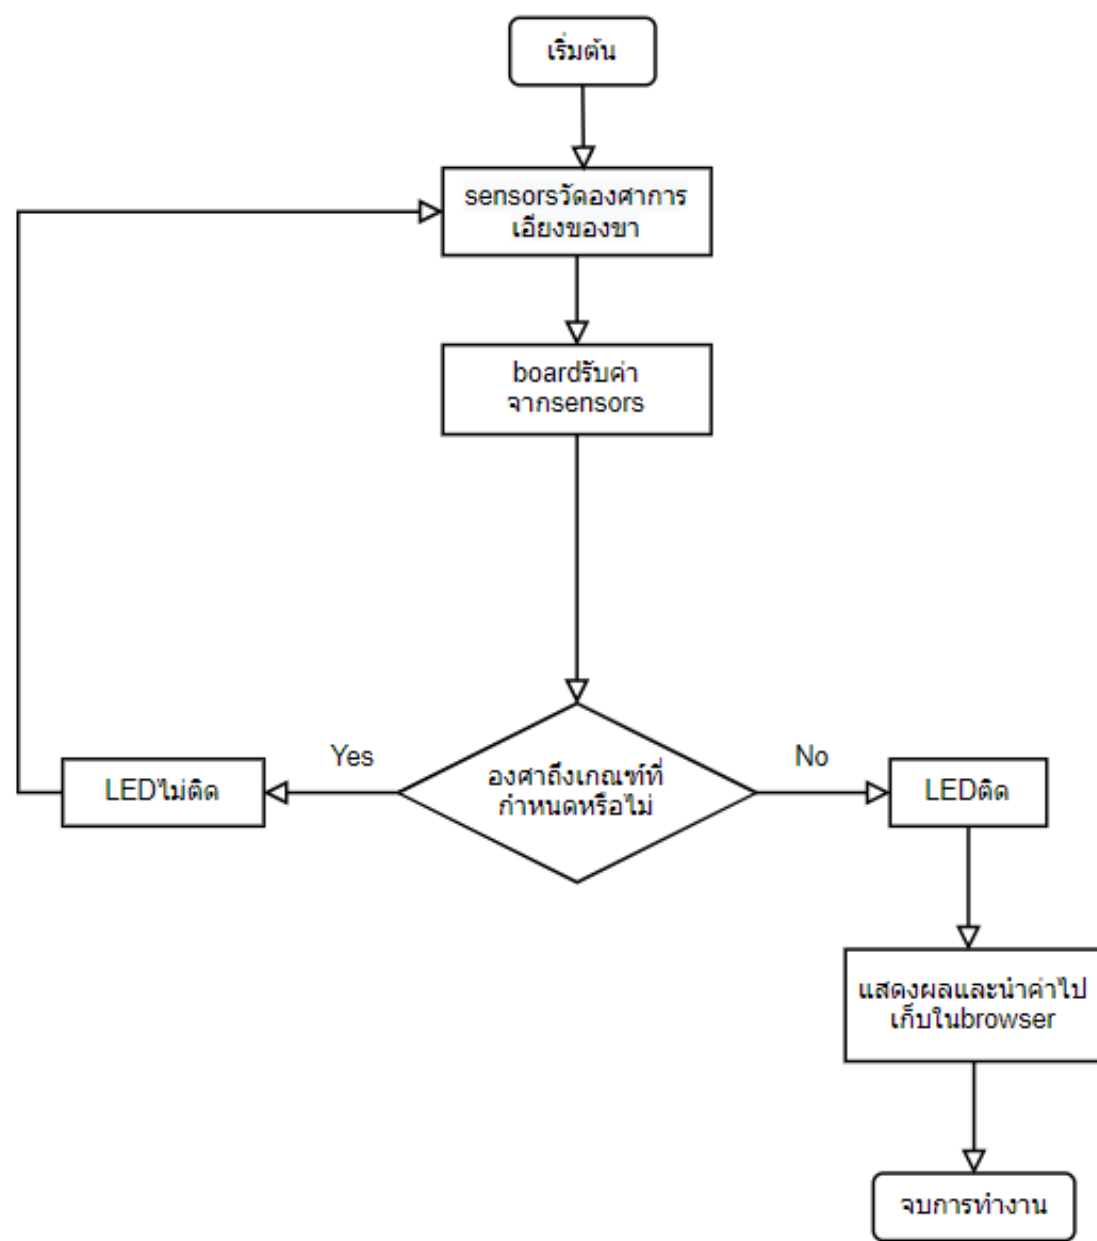 เริ่มต้น
sensorsวัดองศาการ
เอียงของขา
boardรับค่า
จากsensors
องศาถึงเกณฑ์ที่
กำหนดหรือไม่
Yes
No
LEDไม่ติด
LEDติด
แสดงผลและนำค่าไป
เก็บในbrowser
จบการทำงาน